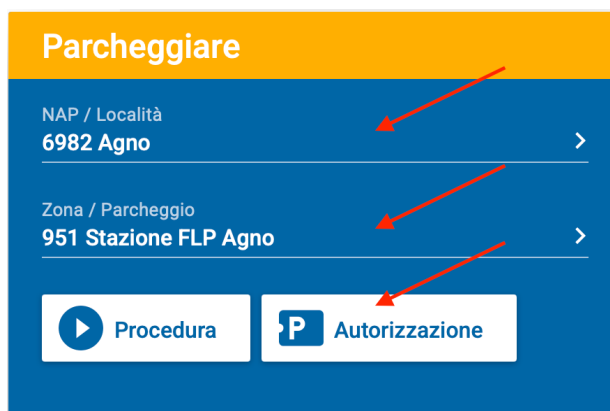 Parcheggiare
NAP / Località
6982 Agno
Zona / Parcheggio
951 Stazione FLP Agno
Procedura
P Autorizzazione